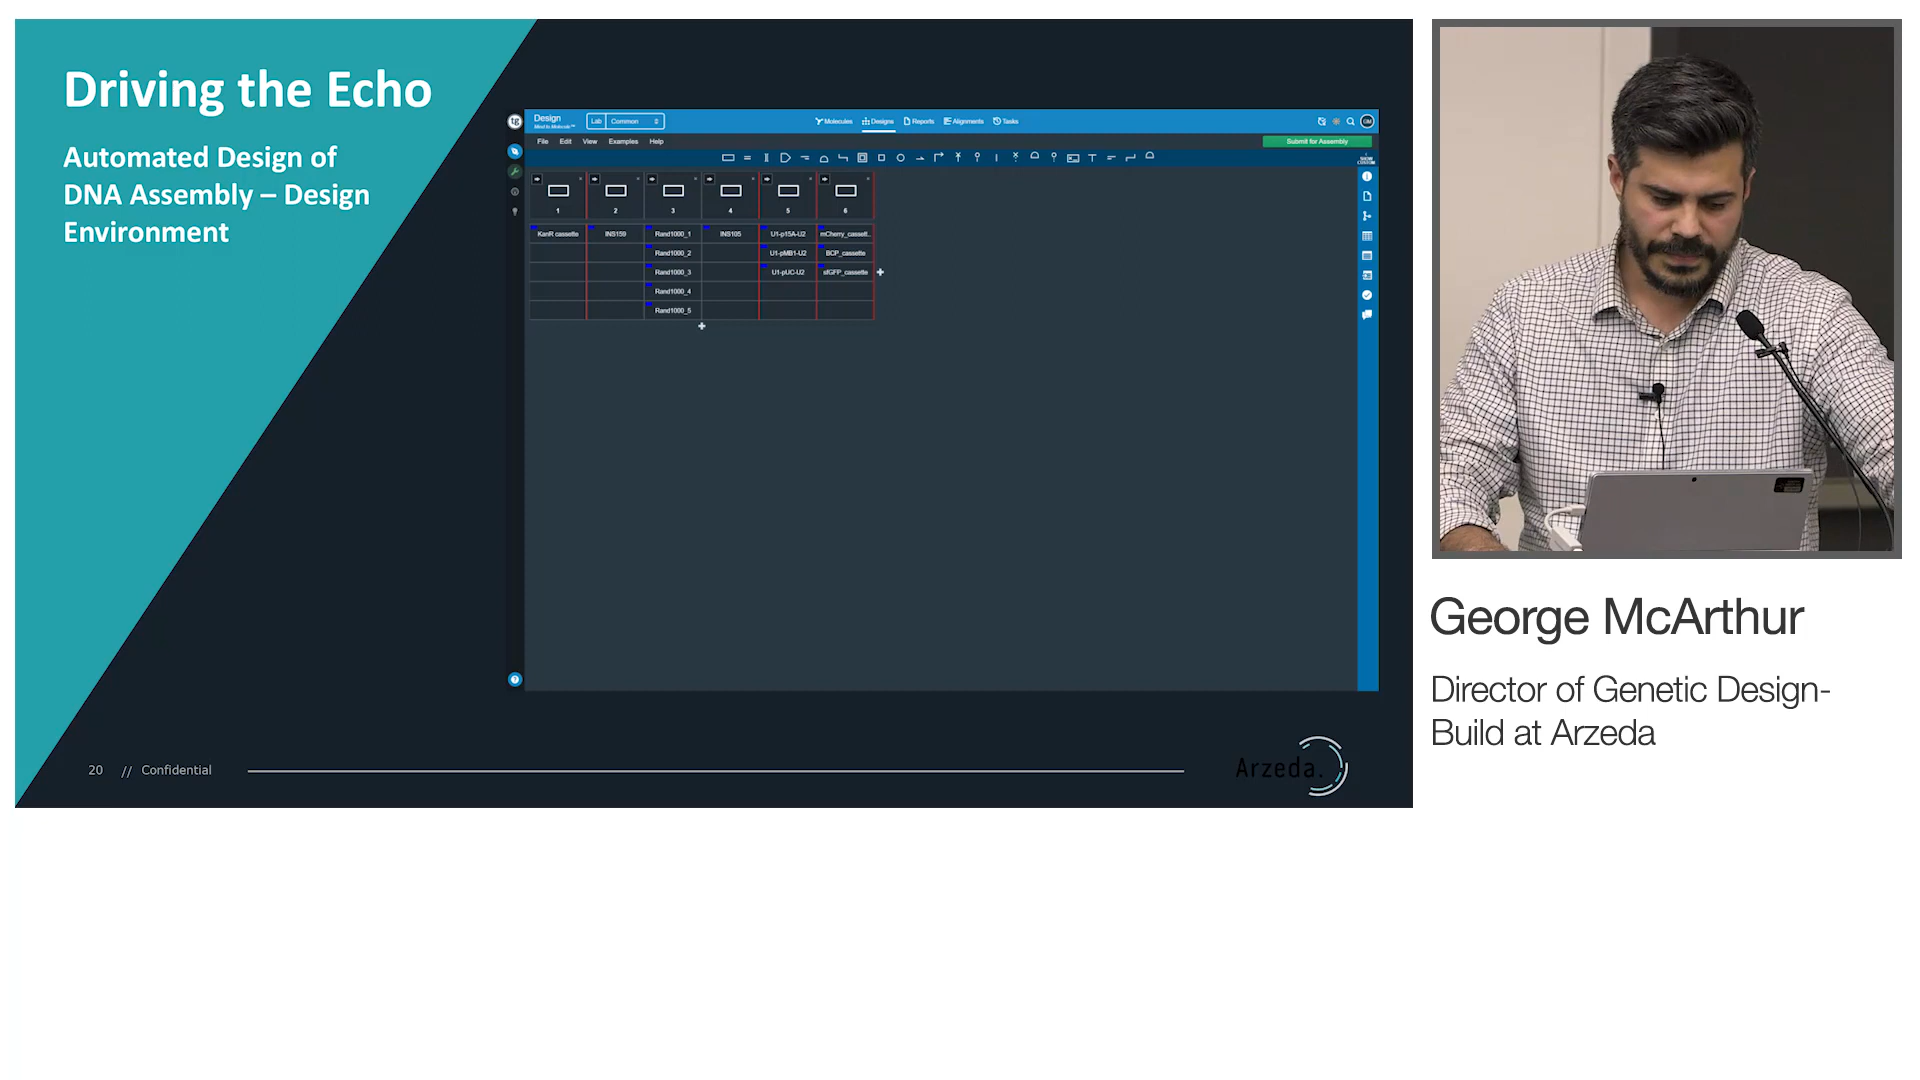 Driving the Echo
Automated Design of
DNA Assembly – Design
Environment
tg
Design
Lab Common
Molecules Designs Reports Alignments Tasks
GM
File Edit View Examples Help
Submit for Assembly
1 2 3 4 5 6
KanR cassette INS159 Rand1000_1 INS105 U1-p15A-U2 mCherry_cassett..
Rand1000_2 U1-pMB1-U2 BCP_cassette
Rand1000_3 U1-pUC-U2 sfGFP_cassette
Rand1000_4
Rand1000_5
20 // Confidential
Arzeda.
George McArthur
Director of Genetic Design-
Build at Arzeda